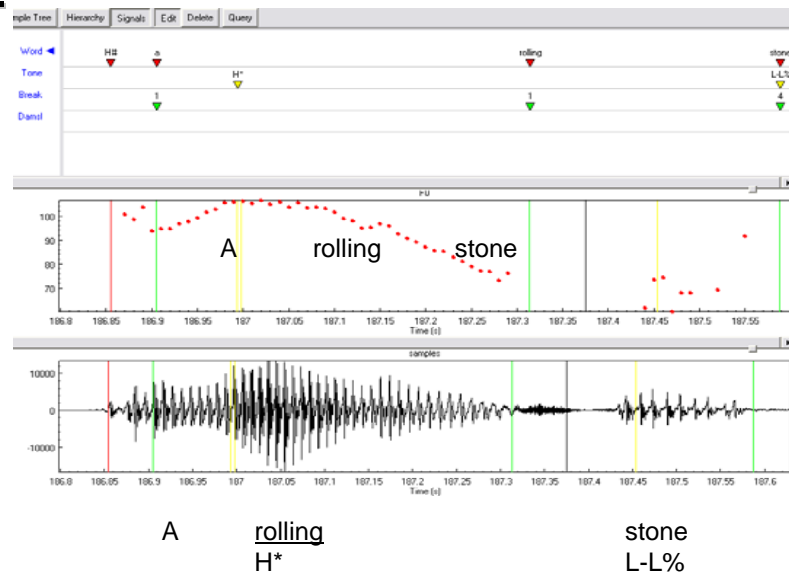 mple Tree Hierarchy Signals Edit Delete Query
Word H# a rolling stone
Tone H* L-L%
Break 1 1 4
Damsl
F0
100
90
80
70
A rolling stone
186.8 186.85 186.9 186.95 187 187.05 187.1 187.15 187.2 187.25 187.3 187.35 187.4 187.45 187.5 187.55
Time (s)
samples
10000
0
-10000
186.8 186.85 186.9 186.95 187 187.05 187.1 187.15 187.2 187.25 187.3 187.35 187.4 187.45 187.5 187.55 187.6
Time (s)
A rolling stone
H* L-L%